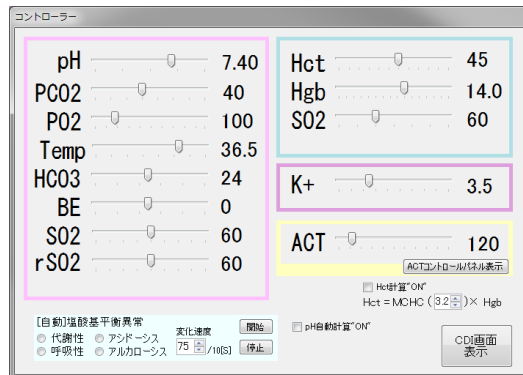 コントローラー
pH 7.40
PCO2 40
PO2 100
Temp 36.5
HCO3 24
BE 0
SO2 60
rSO2 60
Hct 45
Hgb 14.0
SO2 60
K+ 3.5
ACT 120
ACTコントロールパネル表示
Hct計算"ON"
Hct = MCHC ( 3.2 )× Hgb
[自動]塩酸基平衡異常
代謝性 アシドーシス
呼吸性 アルカローシス
変化速度
75 /10[S]
開始
停止
pH自動計算"ON"
CDI画面
表示